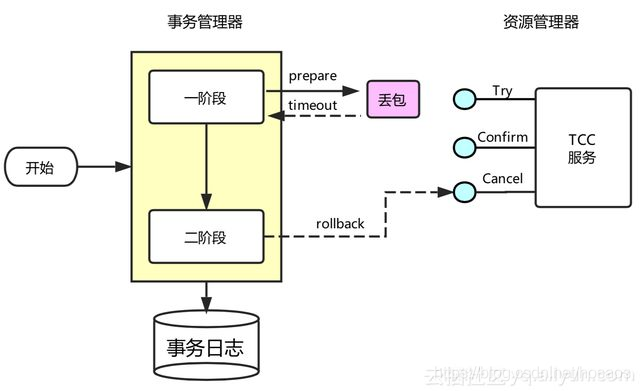 事务管理器
资源管理器
一阶段
prepare
timeout
丢包
Try
Confirm
Cancel
TCC
服务
开始
二阶段
rollback
事务日志